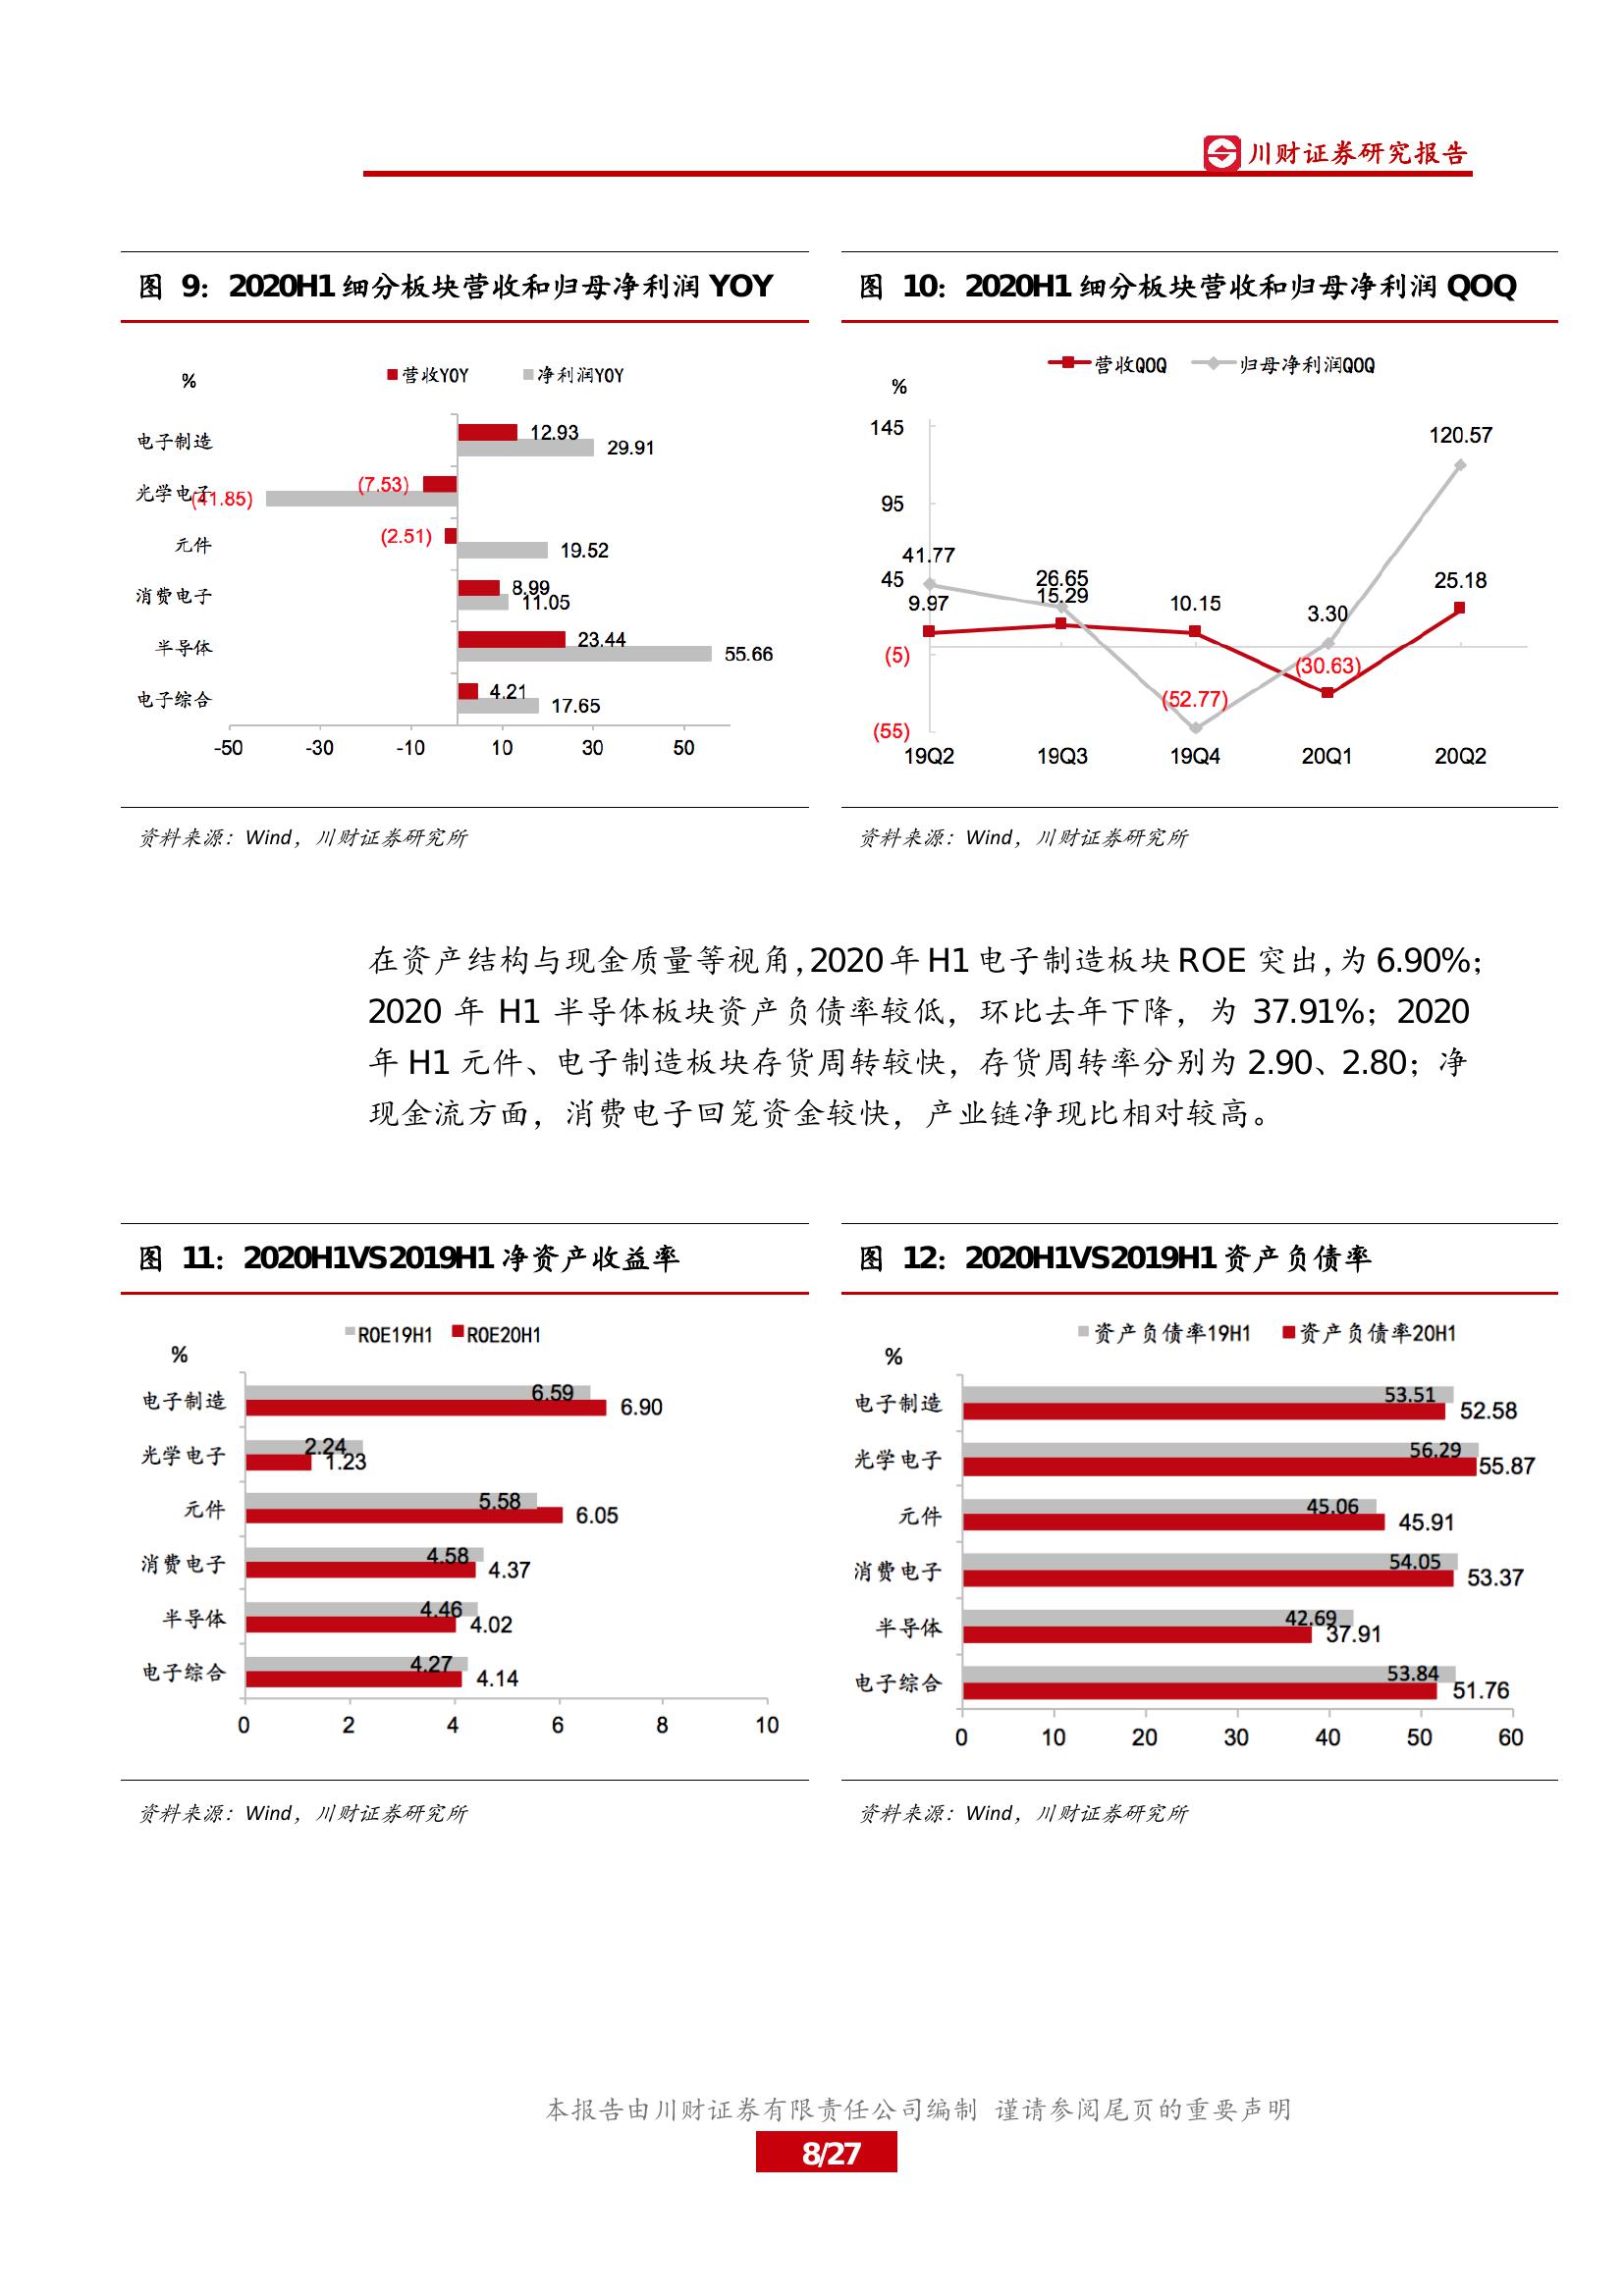 川财证券研究报告
图 9：2020H1 细分板块营收和归母净利润 YOY
%
营收YOY 净利润YOY
电子制造 12.93 29.91
光学电子 (7.53) (41.85)
元件 (2.51) 19.52
消费电子 8.99 11.05
半导体 23.44 55.66
电子综合 4.21 17.65
-50 -30 -10 10 30 50
资料来源：Wind，川财证券研究所
图 10：2020H1 细分板块营收和归母净利润 QOQ
营收QOQ 归母净利润QOQ
%
145
95
45
(5)
(55)
41.77 26.65 (52.77) 3.30 120.57
9.97 15.29 10.15 (30.63) 25.18
19Q2 19Q3 19Q4 20Q1 20Q2
资料来源：Wind，川财证券研究所
在资产结构与现金质量等视角，2020 年 H1 电子制造板块 ROE 突出，为 6.90%；
2020 年 H1 半导体板块资产负债率较低，环比去年下降，为 37.91%；2020
年 H1 元件、电子制造板块存货周转较快，存货周转率分别为 2.90、2.80；净
现金流方面，消费电子回笼资金较快，产业链净现比相对较高。
图 11：2020H1VS2019H1 净资产收益率
ROE19H1 ROE20H1
%
电子制造 6.59 6.90
光学电子 2.24 1.23
元件 5.58 6.05
消费电子 4.58 4.37
半导体 4.46 4.02
电子综合 4.27 4.14
0 2 4 6 8 10
资料来源：Wind，川财证券研究所
图 12：2020H1VS2019H1 资产负债率
资产负债率19H1 资产负债率20H1
%
电子制造 53.51 52.58
光学电子 56.29 55.87
元件 45.06 45.91
消费电子 54.05 53.37
半导体 42.69 37.91
电子综合 53.84 51.76
0 10 20 30 40 50 60
资料来源：Wind，川财证券研究所
本报告由川财证券有限责任公司编制 谨请参阅尾页的重要声明
8/27